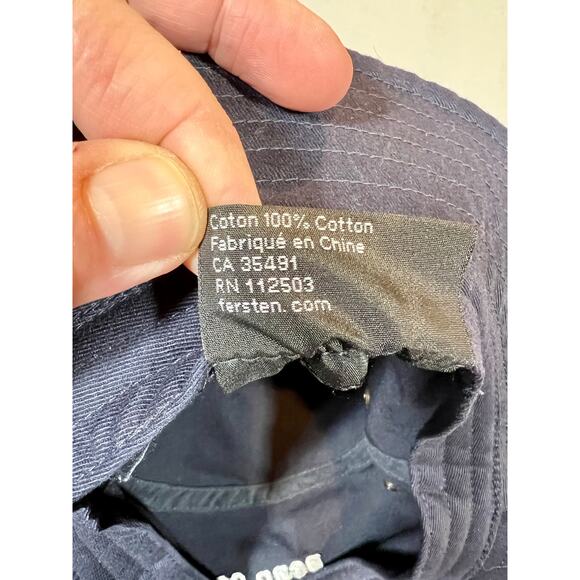 Coton 100% Cotton
Fabriqué en Chine
CA 35491
RN 112503
fersten.com